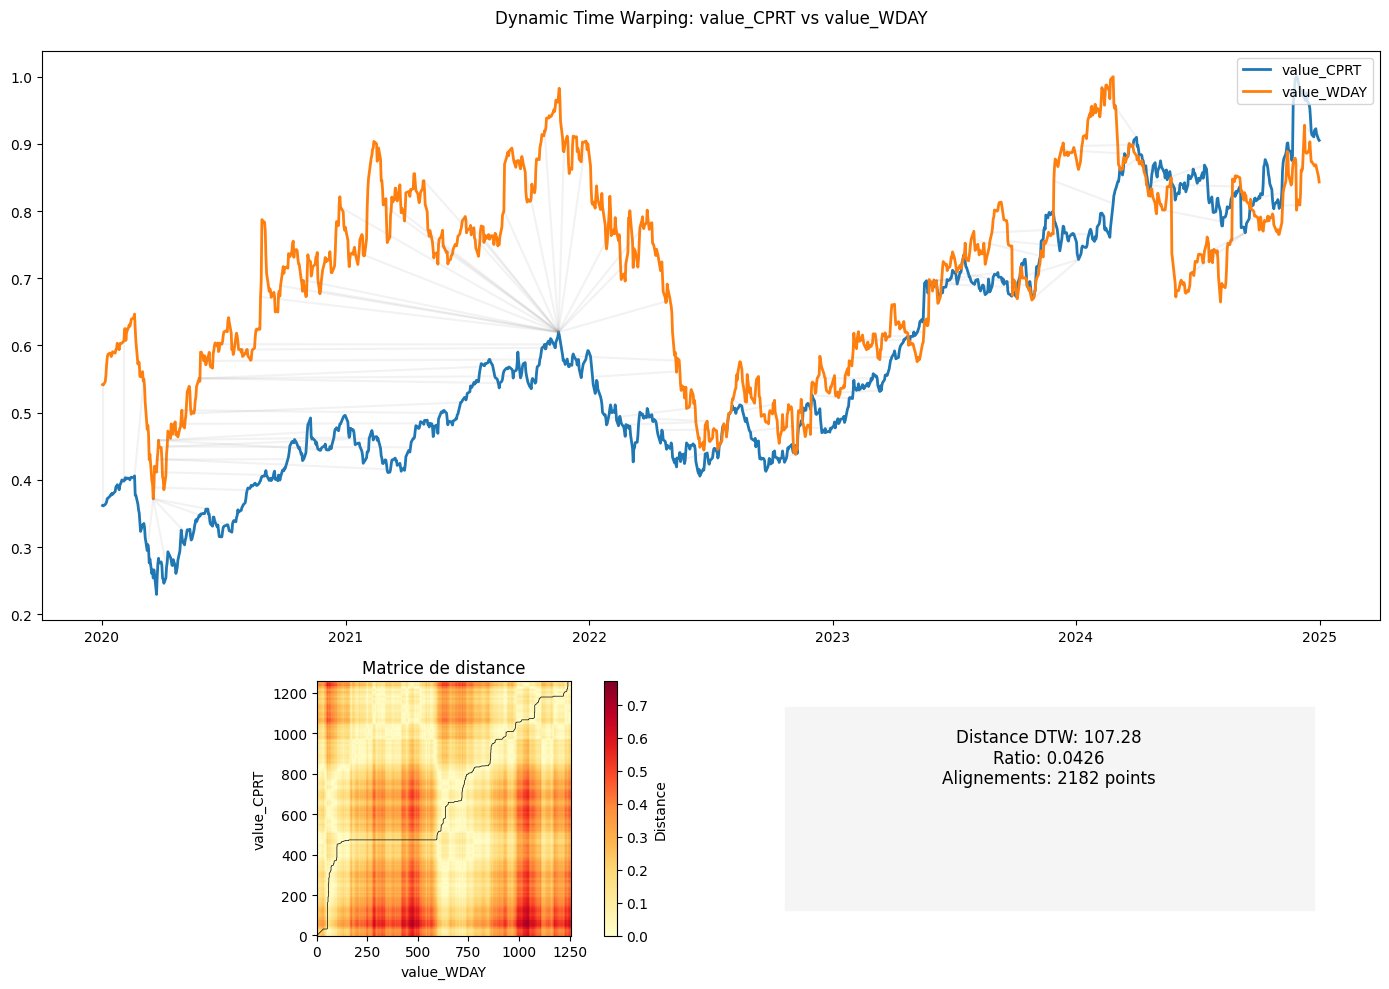 Dynamic Time Warping: value_CPRT vs value_WDAY
value_CPRT
value_WDAY
1.0
0.9
0.8
0.7
0.6
0.5
0.4
0.3
0.2
2020 2021 2022 2023 2024 2025
Matrice de distance
value_CPRT
1200
1000
800
600
400
200
0
0 250 500 750 1000 1250
value_WDAY
0.7
0.6
0.5
0.4
0.3
0.2
0.1
0.0
Distance
Distance DTW: 107.28
Ratio: 0.0426
Alignements: 2182 points